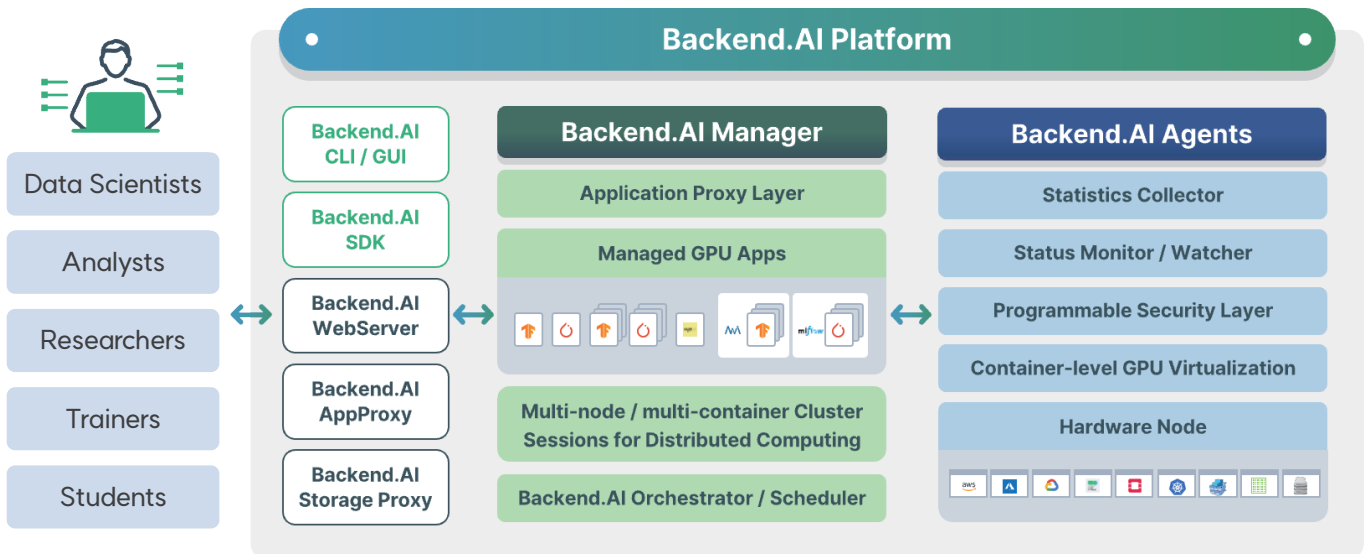 Backend.AI Platform
Data Scientists
Analysts
Researchers
Trainers
Students
Backend.AI
CLI / GUI
Backend.AI
SDK
Backend.AI
WebServer
Backend.AI
AppProxy
Backend.AI
Storage Proxy
Backend.AI Manager
Application Proxy Layer
Managed GPU Apps
mlflow
Multi-node / multi-container Cluster
Sessions for Distributed Computing
Backend.AI Orchestrator / Scheduler
Backend.AI Agents
Statistics Collector
Status Monitor / Watcher
Programmable Security Layer
Container-level GPU Virtualization
Hardware Node
aws